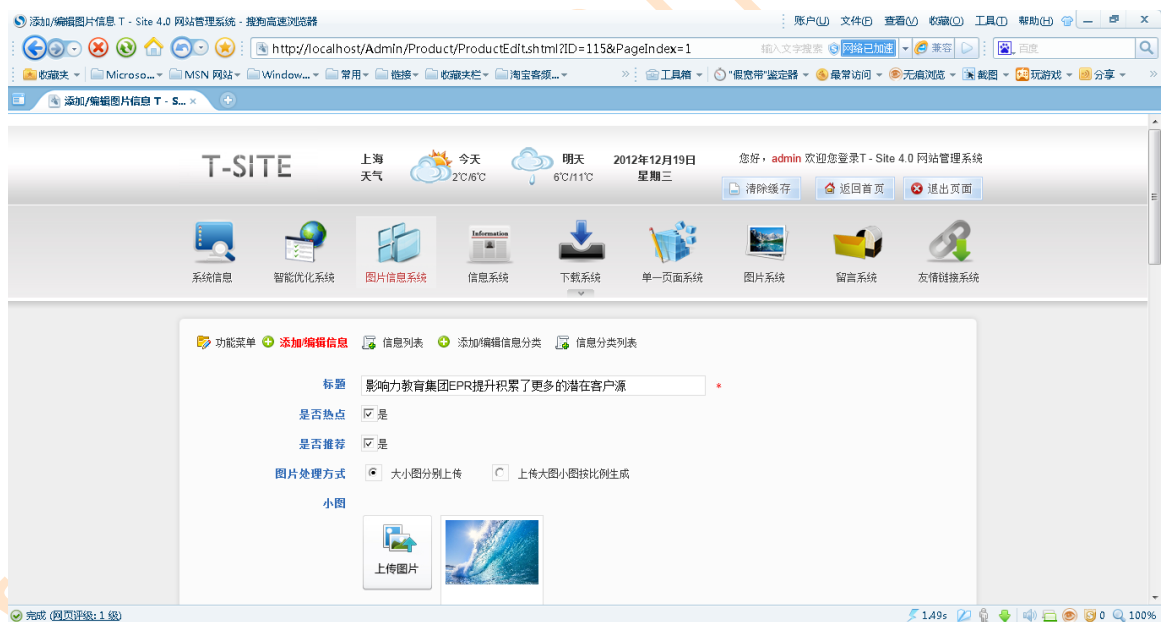 添加/编辑图片信息 T - Site 4.0 网站管理系统 - 搜狗高速浏览器
账户(U) 文件(F) 查看(V) 收藏(O) 工具(T) 帮助(H)
http://localhost/Admin/Product/ProductEdit.shtml?ID=115&PageIndex=1
输入文字搜索 网络已加速 兼容 百度
收藏夹 Microso... MSN 网站 Window... 常用 链接 收藏夹栏 淘宝客频... » 工具箱 "假宽带"鉴定器 最常访问 无痕浏览 截图 玩游戏 分享 »
添加/编辑图片信息 T - S... ×
T-SITE
上海 今天 明天 2012年12月19日
天气 2℃/6℃ 6℃/11℃ 星期三
您好，admin 欢迎您登录T - Site 4.0 网站管理系统
清除缓存 返回首页 退出页面
Information
系统信息 智能优化系统 图片信息系统 信息系统 下载系统 单一页面系统 图片系统 留言系统 友情链接系统
功能菜单 添加/编辑信息 信息列表 添加/编辑信息分类 信息分类列表
标题 影响力教育集团EPR提升积累了更多的潜在客户源 *
是否热点 是
是否推荐 是
图片处理方式 大小图分别上传 上传大图小图按比例生成
小图
上传图片
完成 (网页评级: 1 级) 1.49s 0 100%